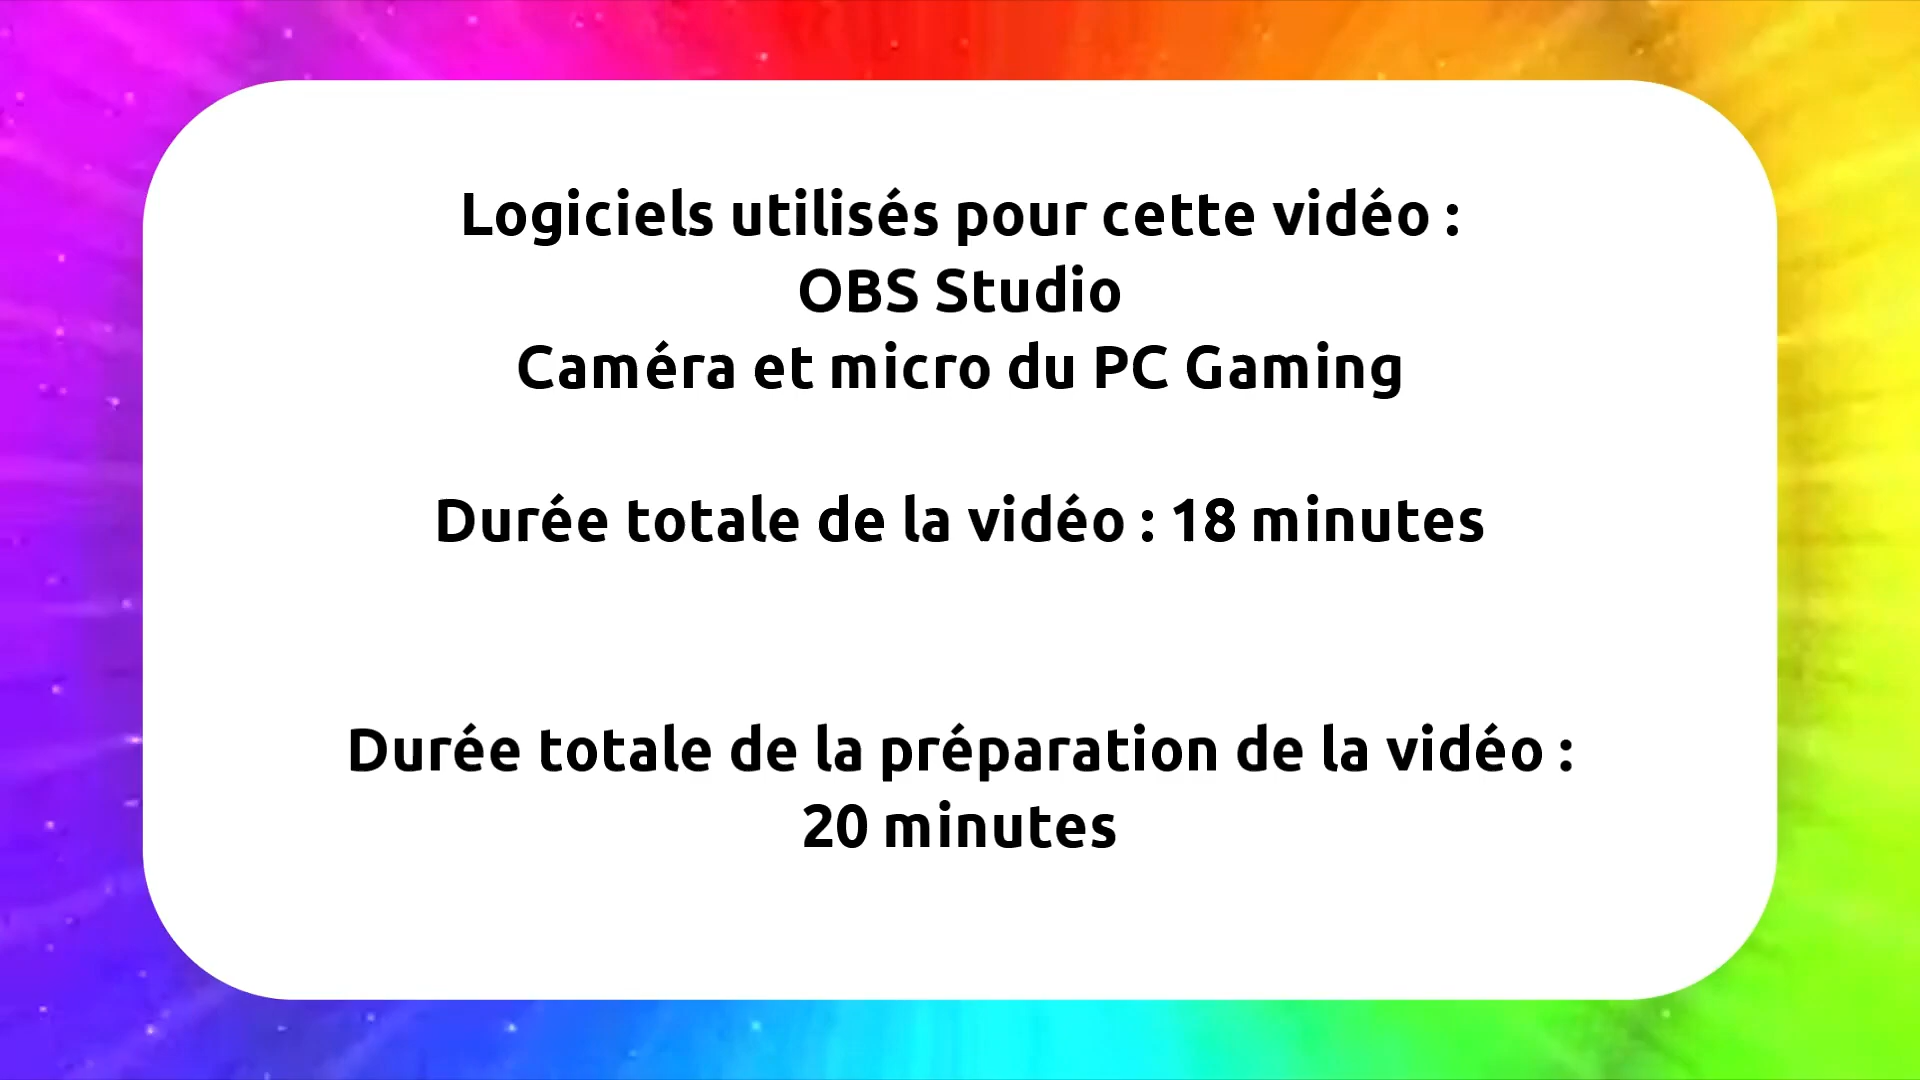 Logiciels utilisés pour cette vidéo :
OBS Studio
Caméra et micro du PC Gaming
Durée totale de la vidéo : 18 minutes
Durée totale de la préparation de la vidéo :
20 minutes